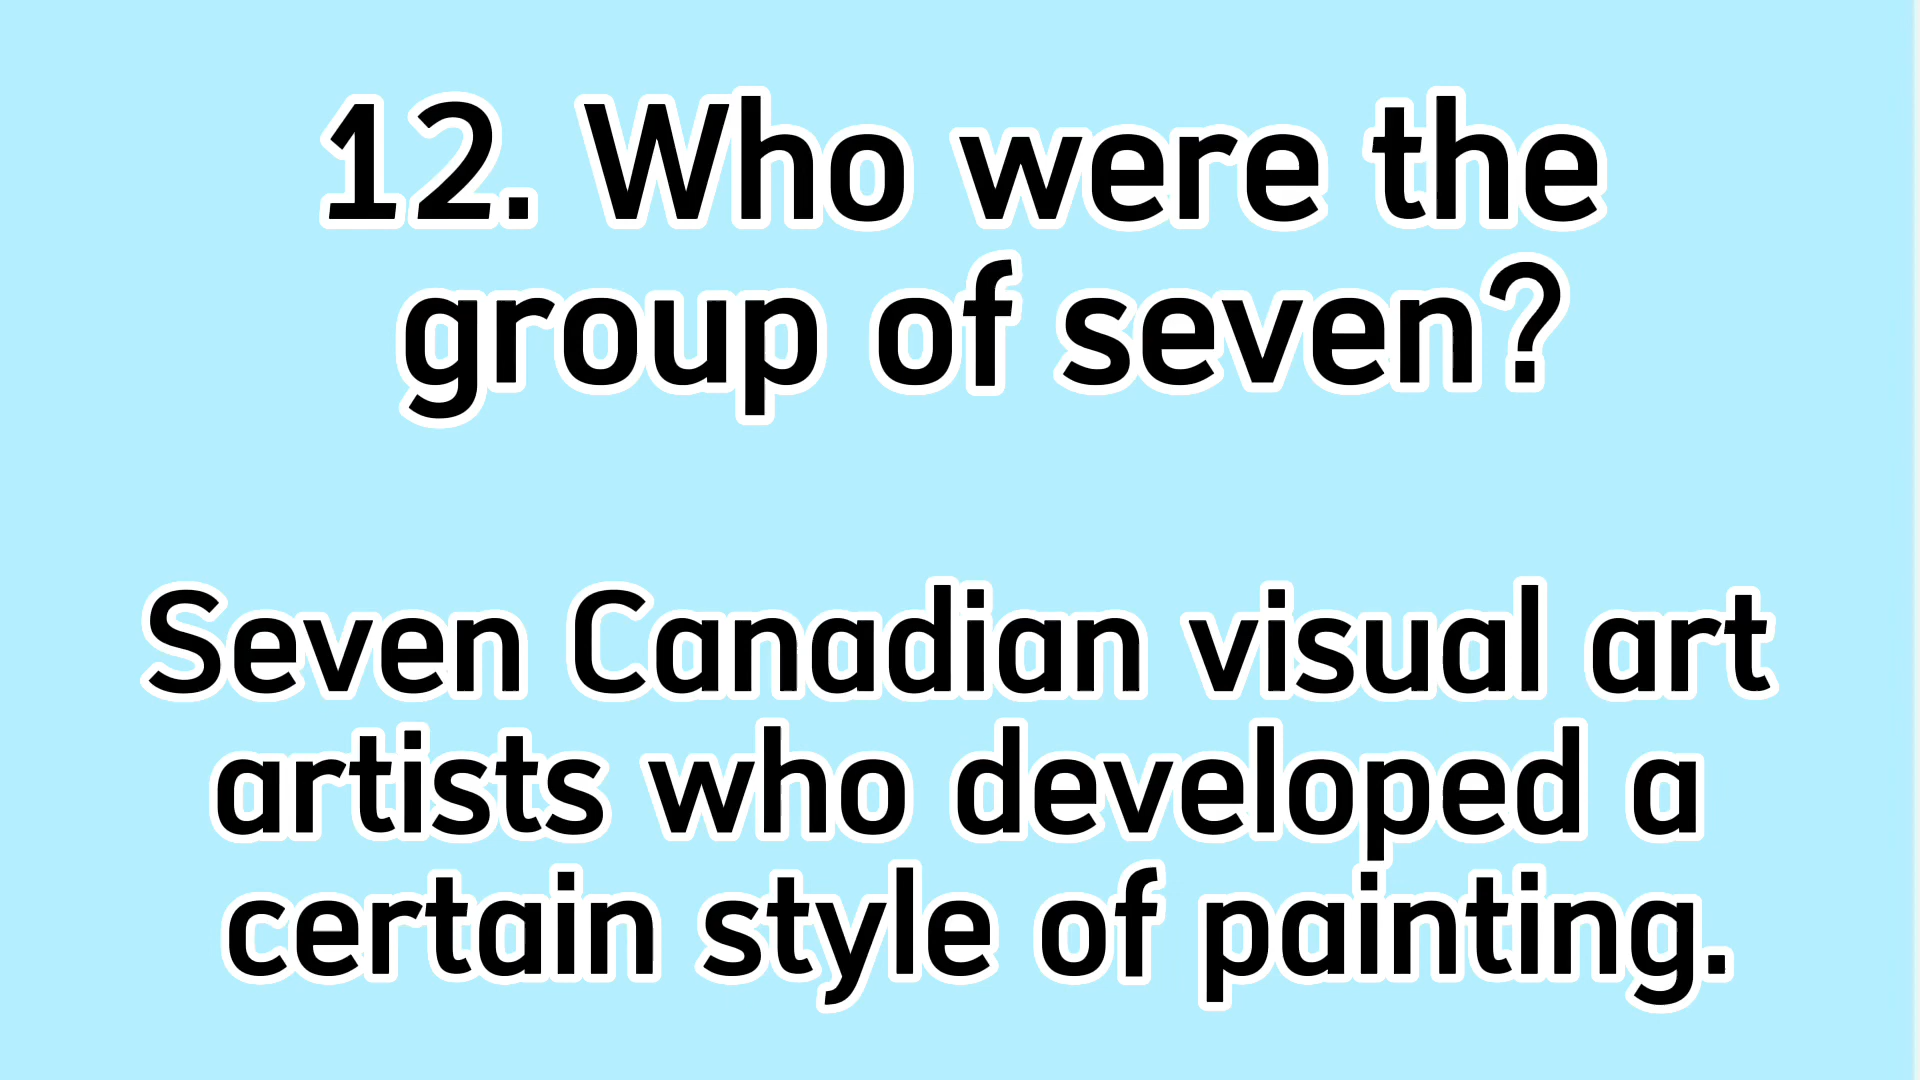 12. Who were the
group of seven?
Seven Canadian visual art
artists who developed a
certain style of painting.